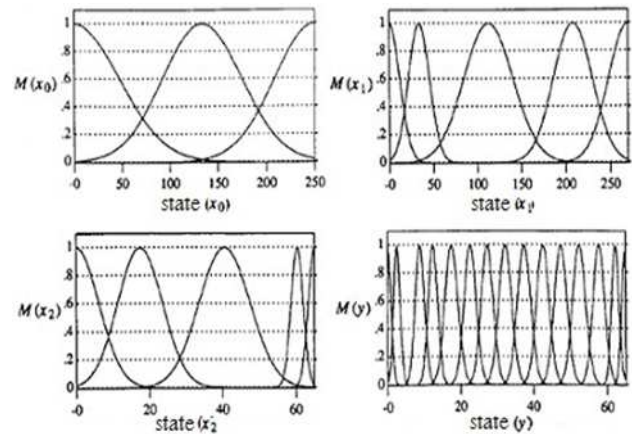 1 1
.8 .8
M(x0) .6 M(x1) .6
.4 .4
.2 .2
0 0
-0 50 100 150 200 250 -0 50 100 150 200 250
state (x0) state (x1)
1 1
.8 .8
M(x2) .6 M(y) .6
.4 .4
.2 .2
0 0
-0 20 40 60 -0 20 40 60
state (x2 state (y)